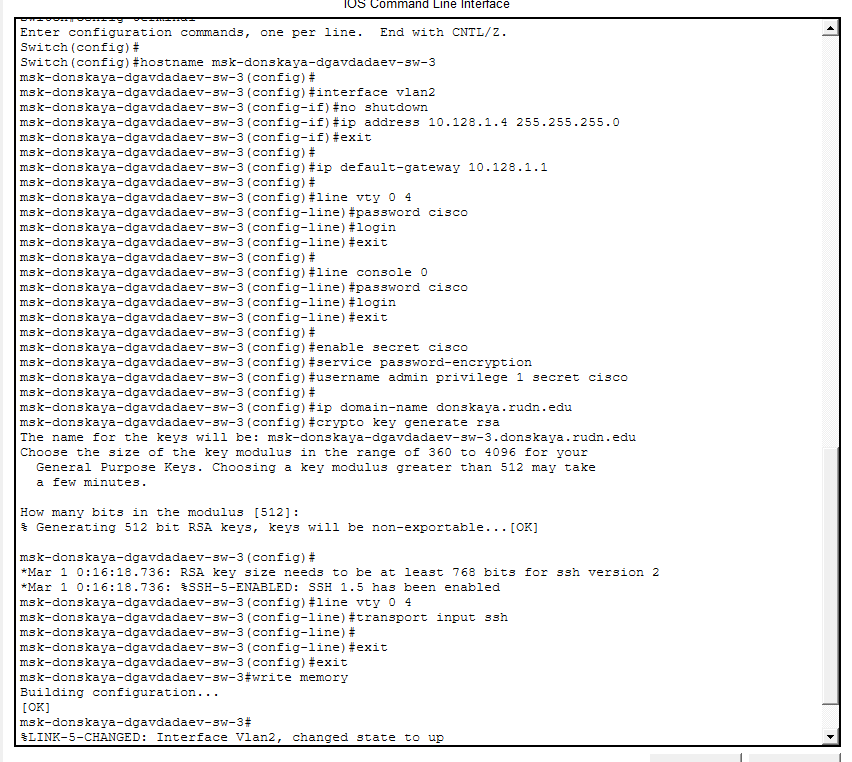 IOS Command Line Interface
Switch#config terminal
Enter configuration commands, one per line.  End with CNTL/Z.
Switch(config)#
Switch(config)#hostname msk-donskaya-dgavdadaev-sw-3
msk-donskaya-dgavdadaev-sw-3(config)#
msk-donskaya-dgavdadaev-sw-3(config)#interface vlan2
msk-donskaya-dgavdadaev-sw-3(config-if)#no shutdown
msk-donskaya-dgavdadaev-sw-3(config-if)#ip address 10.128.1.4 255.255.255.0
msk-donskaya-dgavdadaev-sw-3(config-if)#exit
msk-donskaya-dgavdadaev-sw-3(config)#
msk-donskaya-dgavdadaev-sw-3(config)#ip default-gateway 10.128.1.1
msk-donskaya-dgavdadaev-sw-3(config)#
msk-donskaya-dgavdadaev-sw-3(config)#line vty 0 4
msk-donskaya-dgavdadaev-sw-3(config-line)#password cisco
msk-donskaya-dgavdadaev-sw-3(config-line)#login
msk-donskaya-dgavdadaev-sw-3(config-line)#exit
msk-donskaya-dgavdadaev-sw-3(config)#
msk-donskaya-dgavdadaev-sw-3(config)#line console 0
msk-donskaya-dgavdadaev-sw-3(config-line)#password cisco
msk-donskaya-dgavdadaev-sw-3(config-line)#login
msk-donskaya-dgavdadaev-sw-3(config-line)#exit
msk-donskaya-dgavdadaev-sw-3(config)#
msk-donskaya-dgavdadaev-sw-3(config)#enable secret cisco
msk-donskaya-dgavdadaev-sw-3(config)#service password-encryption
msk-donskaya-dgavdadaev-sw-3(config)#username admin privilege 1 secret cisco
msk-donskaya-dgavdadaev-sw-3(config)#
msk-donskaya-dgavdadaev-sw-3(config)#ip domain-name donskaya.rudn.edu
msk-donskaya-dgavdadaev-sw-3(config)#crypto key generate rsa
The name for the keys will be: msk-donskaya-dgavdadaev-sw-3.donskaya.rudn.edu
Choose the size of the key modulus in the range of 360 to 4096 for your
  General Purpose Keys. Choosing a key modulus greater than 512 may take
  a few minutes.

How many bits in the modulus [512]:
% Generating 512 bit RSA keys, keys will be non-exportable...[OK]

msk-donskaya-dgavdadaev-sw-3(config)#
*Mar 1 0:16:18.736: RSA key size needs to be at least 768 bits for ssh version 2
*Mar 1 0:16:18.736: %SSH-5-ENABLED: SSH 1.5 has been enabled
msk-donskaya-dgavdadaev-sw-3(config)#line vty 0 4
msk-donskaya-dgavdadaev-sw-3(config-line)#transport input ssh
msk-donskaya-dgavdadaev-sw-3(config-line)#
msk-donskaya-dgavdadaev-sw-3(config-line)#exit
msk-donskaya-dgavdadaev-sw-3(config)#exit
msk-donskaya-dgavdadaev-sw-3#write memory
Building configuration...
[OK]
msk-donskaya-dgavdadaev-sw-3#
%LINK-5-CHANGED: Interface Vlan2, changed state to up